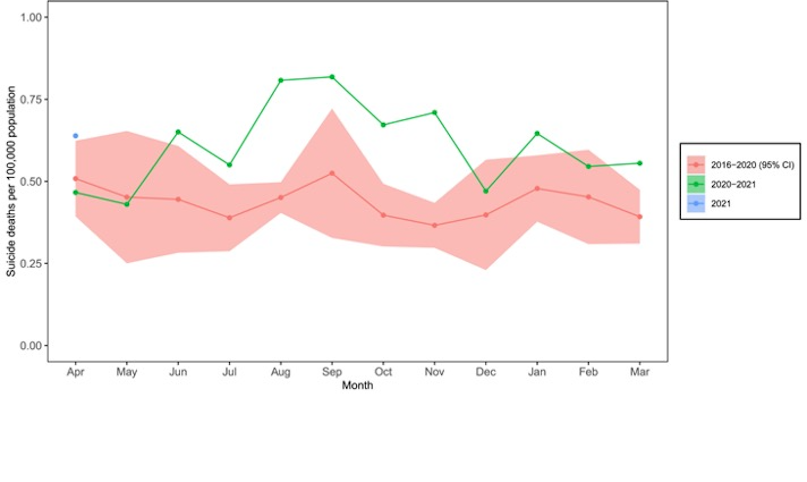 1.00
0.75
0.50
0.25
0.00
Suicide deaths per 100,000 population
Apr May Jun Jul Aug Sep Oct Nov Dec Jan Feb Mar
Month
2016−2020 (95% CI)
2020−2021
2021